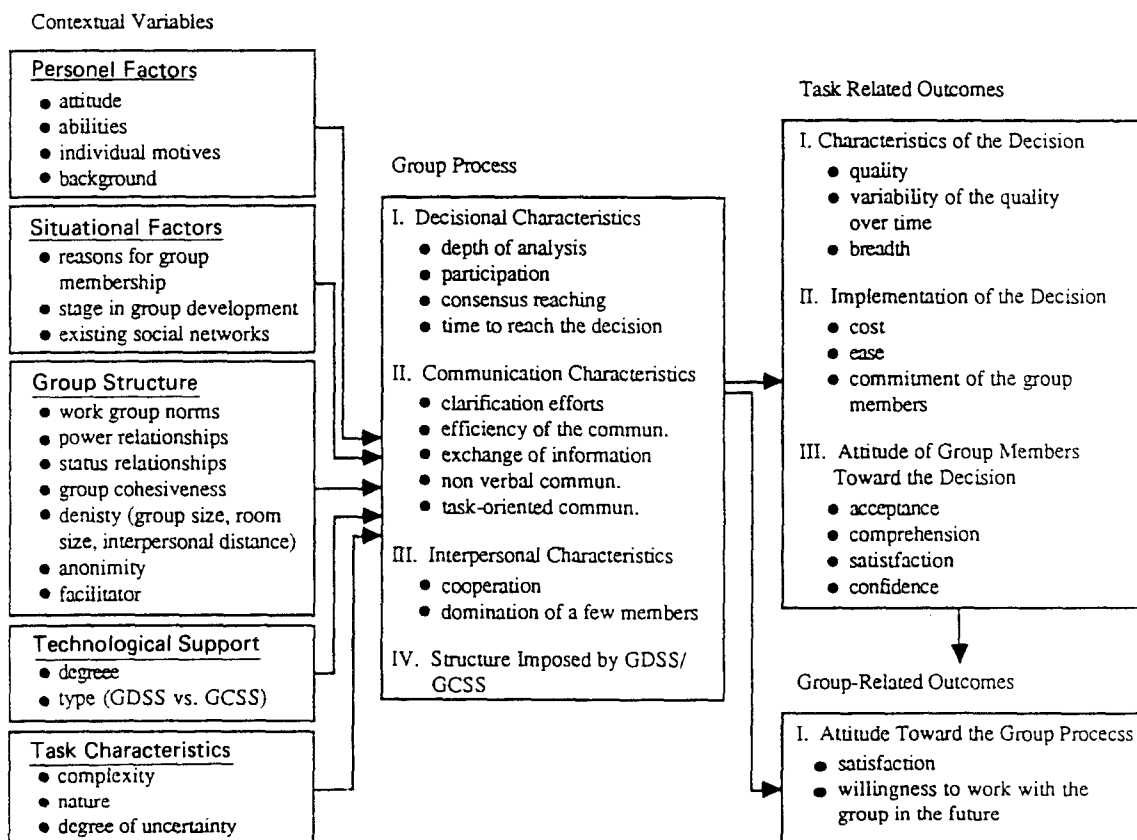 Contextual Variables
Personel Factors
● attitude
● abilities
● individual motives
● background
Situational Factors
● reasons for group
membership
● stage in group development
● existing social networks
Group Structure
● work group norms
● power relationships
● status relationships
● group cohesiveness
● denisty (group size, room
size, interpersonal distance)
● anonimity
● facilitator
Technological Support
● degreee
● type (GDSS vs. GCSS)
Task Characteristics
● complexity
● nature
● degree of uncertainty
Group Process
I. Decisional Characteristics
● depth of analysis
● participation
● consensus reaching
● time to reach the decision
II. Communication Characteristics
● clarification efforts
● efficiency of the commun.
● exchange of information
● non verbal commun.
● task-oriented commun.
III. Interpersonal Characteristics
● cooperation
● domination of a few members
IV. Structure Imposed by GDSS/
GCSS
Task Related Outcomes
I. Characteristics of the Decision
● quality
● variability of the quality
over time
● breadth
II. Implementation of the Decision
● cost
● ease
● commitment of the group
members
III. Attitude of Group Members
Toward the Decision
● acceptance
● comprehension
● satistfaction
● confidence
Group-Related Outcomes
I. Attitude Toward the Group Procecss
● satisfaction
● willingness to work with the
group in the future